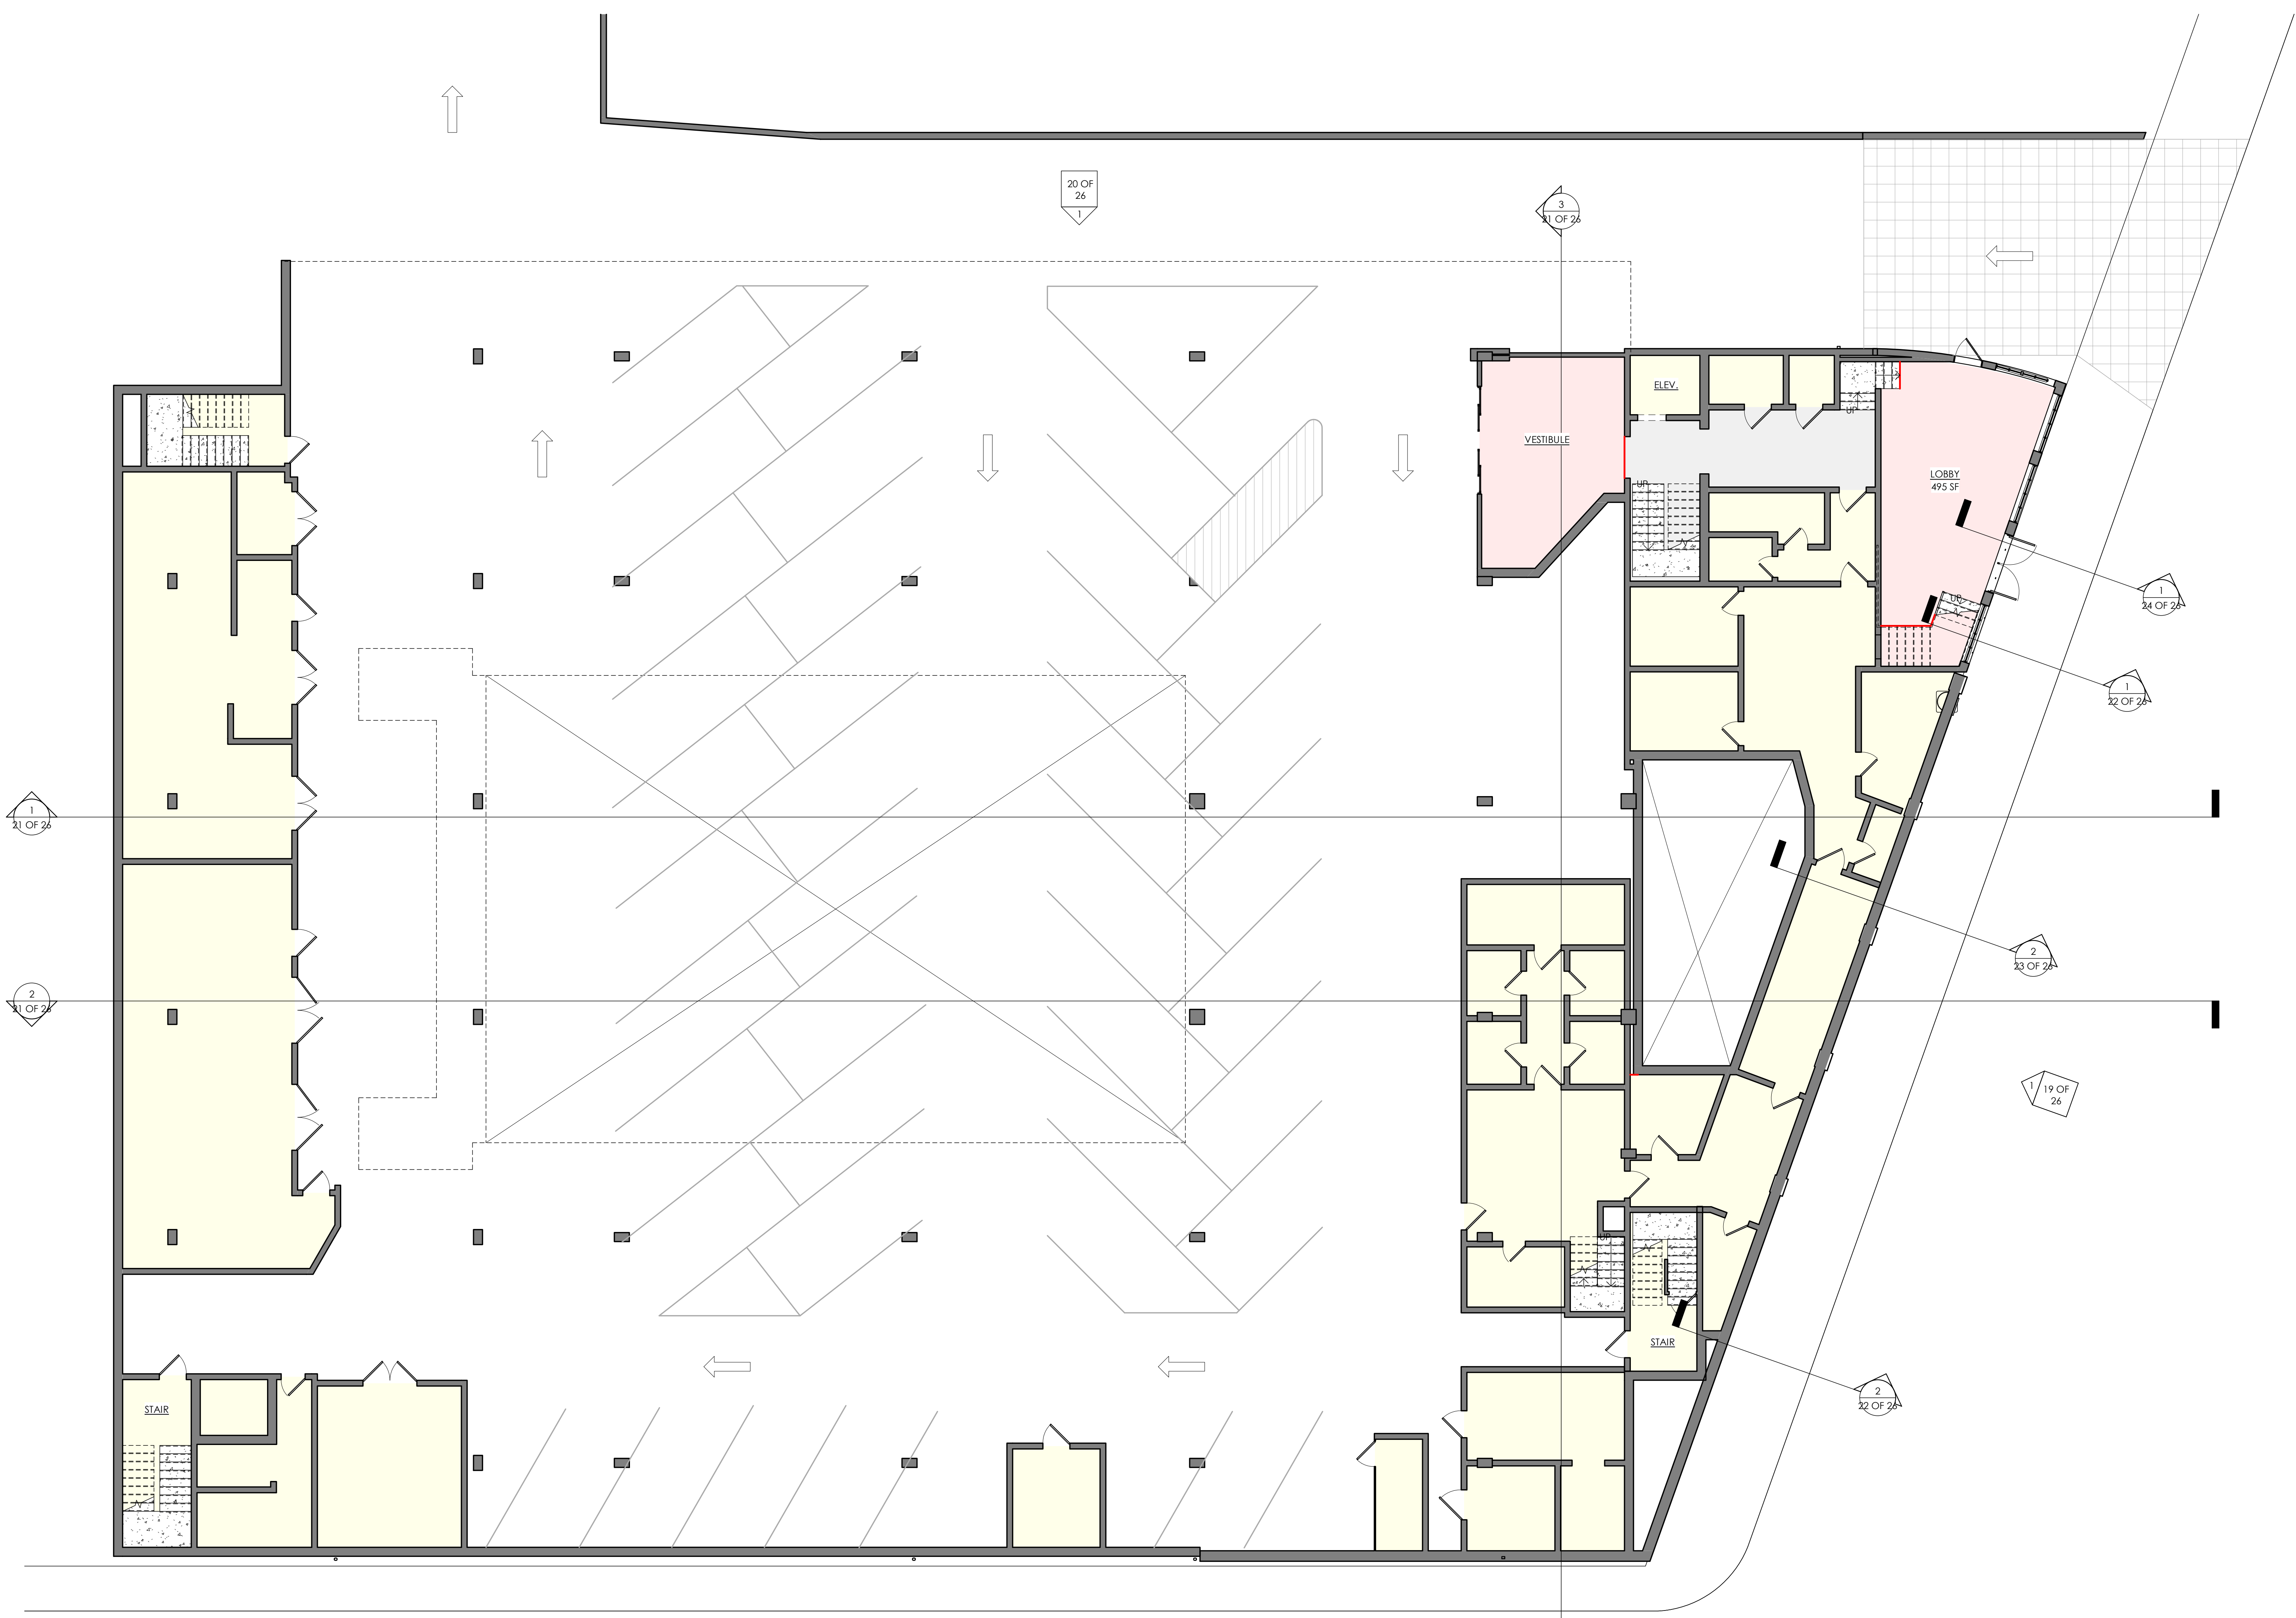 20 OF
26
1
3
21 OF 26
ELEV.
UP
VESTIBULE
LOBBY
495 SF
UP
UP
1
24 OF 26
1
22 OF 26
1
21 OF 26
2
23 OF 26
2
21 OF 26
1
19 OF
26
UP
STAIR
2
22 OF 26
STAIR